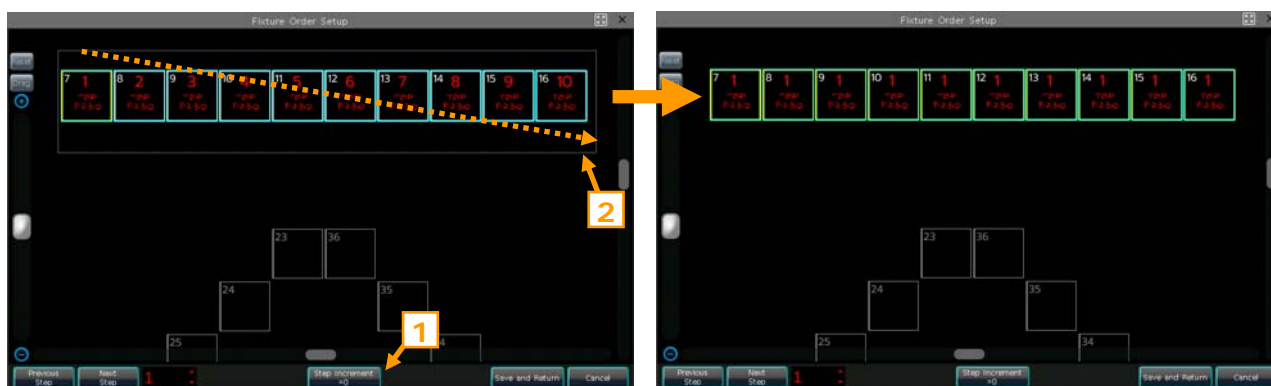 Fixture Order Setup
7 1 8 2 9 3 10 4 11 5 12 6 13 7 14 8 15 9 16 10
2
23 36
24 35
1
25
Previous Step Next Step 1 Step Increment =0 Save and Return Cancel
Fixture Order Setup
7 1 8 1 9 1 10 1 11 1 12 1 13 1 14 1 15 1 16 1
23 36
24 35
25 34
Previous Step Next Step 1 Step Increment =0 Save and Return Cancel